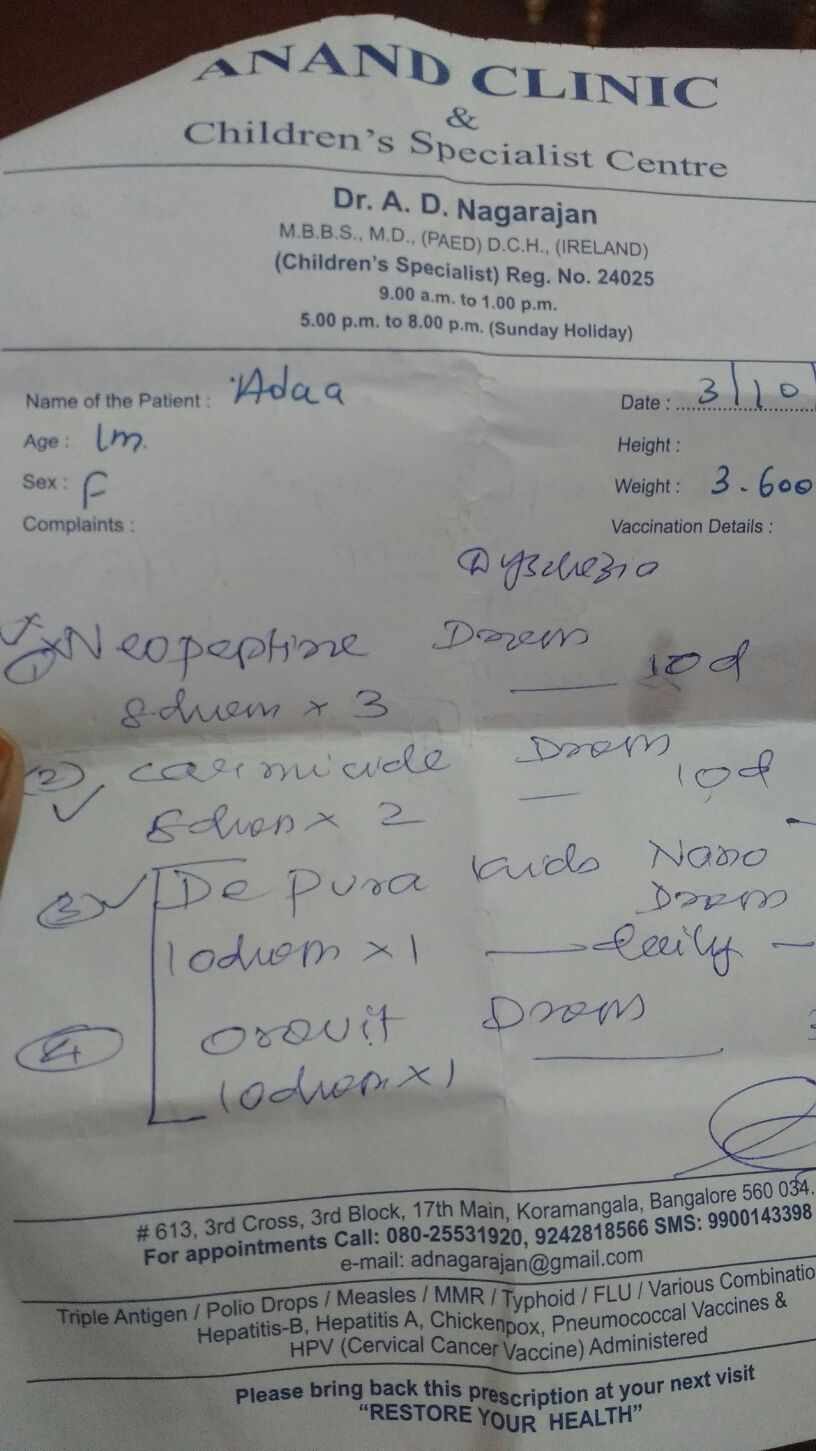 ANAND CLINIC
&
Children's Specialist Centre
Dr. A. D. Nagarajan
M.B.B.S., M.D., (PAED) D.C.H., (IRELAND)
(Children's Specialist) Reg. No. 24025
9.00 a.m. to 1.00 p.m.
5.00 p.m. to 8.00 p.m. (Sunday Holiday)
Name of the Patient : Adaa
Date : 3/10/
Age : 1m.
Height :
Sex : F
Weight : 3.600
Complaints :
Vaccination Details :
Dyschezia
1 Neopeptine Drops
8 drops x 3 — 10d
2 Carmicide Drops
8 drops x 2 — 10d
3 De pura kids Nano
Drops
10 drops x 1 — daily —
4 orovit Drops
10 drops x 1
# 613, 3rd Cross, 3rd Block, 17th Main, Koramangala, Bangalore 560 034.
For appointments Call: 080-25531920, 9242818566 SMS: 9900143398
e-mail: adnagarajan@gmail.com
Triple Antigen / Polio Drops / Measles / MMR / Typhoid / FLU / Various Combinatio
Hepatitis-B, Hepatitis A, Chickenpox, Pneumococcal Vaccines &
HPV (Cervical Cancer Vaccine) Administered
Please bring back this prescription at your next visit
"RESTORE YOUR HEALTH"